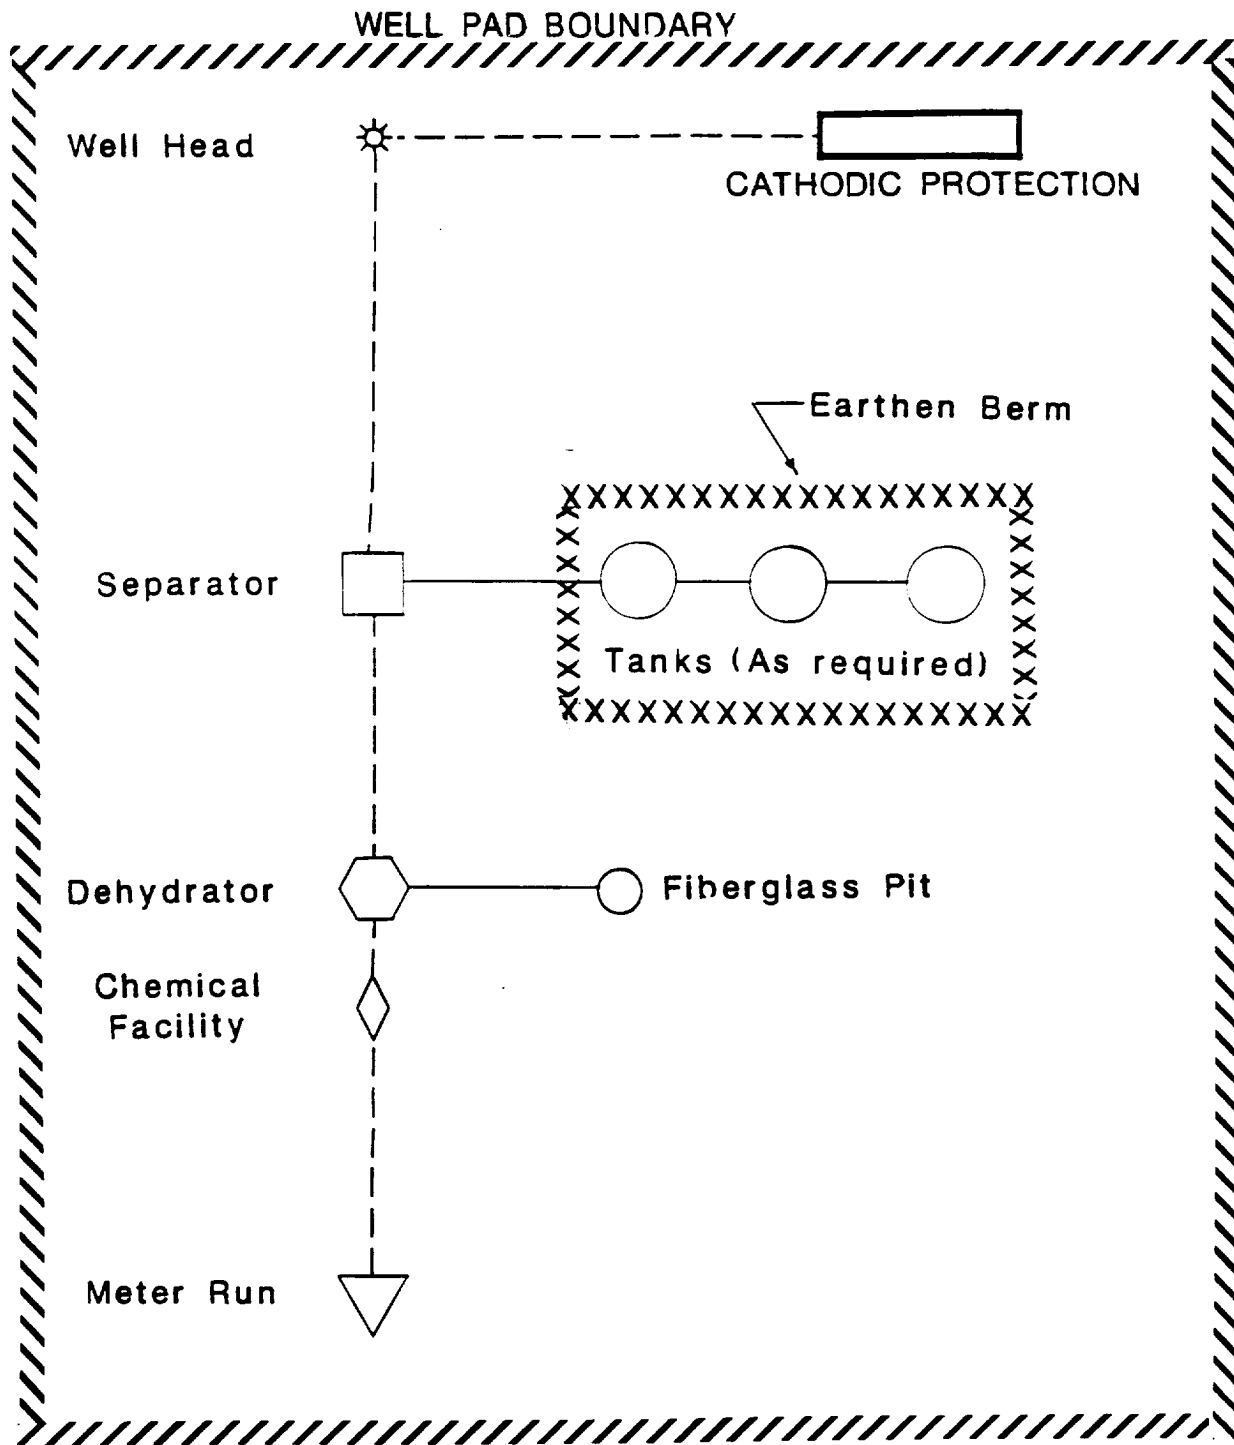 WELL PAD BOUNDARY
Well Head
CATHODIC PROTECTION
Earthen Berm
Separator
Tanks (As required)
Dehydrator
Fiberglass Pit
Chemical
Facility
Meter Run